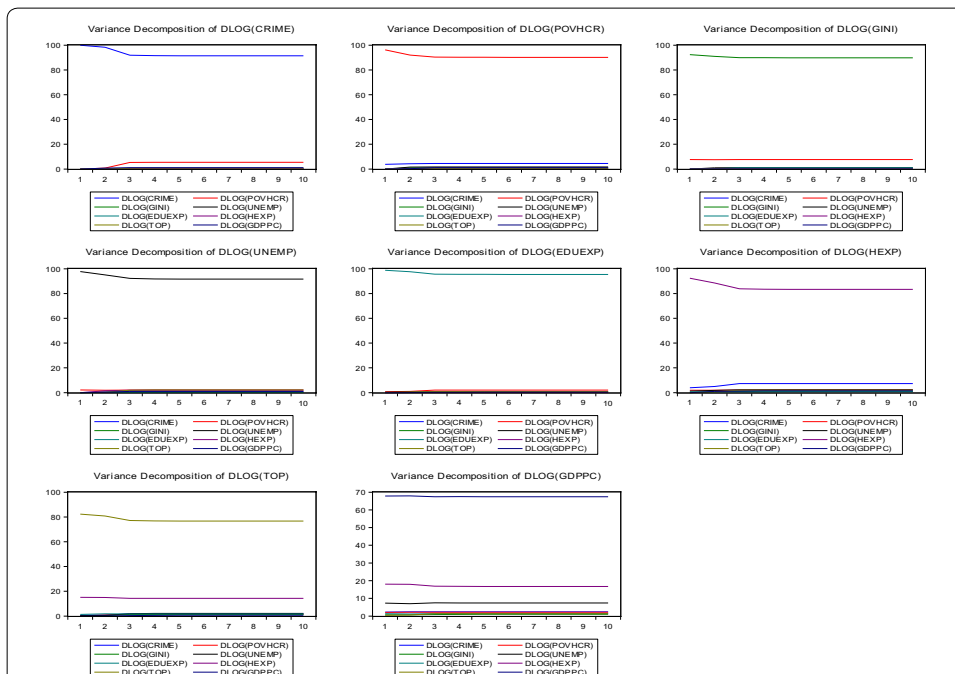 Variance Decomposition of DLOG(CRIME)
100
80
60
40
20
0
1 2 3 4 5 6 7 8 9 10
DLOG(CRIME) DLOG(POVHCR)
DLOG(GINI) DLOG(UNEMP)
DLOG(EDUEXP) DLOG(HEXP)
DLOG(TOP) DLOG(GDPPC)
Variance Decomposition of DLOG(POVHCR)
100
80
60
40
20
0
1 2 3 4 5 6 7 8 9 10
DLOG(CRIME) DLOG(POVHCR)
DLOG(GINI) DLOG(UNEMP)
DLOG(EDUEXP) DLOG(HEXP)
DLOG(TOP) DLOG(GDPPC)
Variance Decomposition of DLOG(GINI)
100
80
60
40
20
0
1 2 3 4 5 6 7 8 9 10
DLOG(CRIME) DLOG(POVHCR)
DLOG(GINI) DLOG(UNEMP)
DLOG(EDUEXP) DLOG(HEXP)
DLOG(TOP) DLOG(GDPPC)
Variance Decomposition of DLOG(UNEMP)
100
80
60
40
20
0
1 2 3 4 5 6 7 8 9 10
DLOG(CRIME) DLOG(POVHCR)
DLOG(GINI) DLOG(UNEMP)
DLOG(EDUEXP) DLOG(HEXP)
DLOG(TOP) DLOG(GDPPC)
Variance Decomposition of DLOG(EDUEXP)
100
80
60
40
20
0
1 2 3 4 5 6 7 8 9 10
DLOG(CRIME) DLOG(POVHCR)
DLOG(GINI) DLOG(UNEMP)
DLOG(EDUEXP) DLOG(HEXP)
DLOG(TOP) DLOG(GDPPC)
Variance Decomposition of DLOG(HEXP)
100
80
60
40
20
0
1 2 3 4 5 6 7 8 9 10
DLOG(CRIME) DLOG(POVHCR)
DLOG(GINI) DLOG(UNEMP)
DLOG(EDUEXP) DLOG(HEXP)
DLOG(TOP) DLOG(GDPPC)
Variance Decomposition of DLOG(TOP)
100
80
60
40
20
0
1 2 3 4 5 6 7 8 9 10
DLOG(CRIME) DLOG(POVHCR)
DLOG(GINI) DLOG(UNEMP)
DLOG(EDUEXP) DLOG(HEXP)
DLOG(TOP) DLOG(GDPPC)
Variance Decomposition of DLOG(GDPPC)
70
60
50
40
30
20
10
0
1 2 3 4 5 6 7 8 9 10
DLOG(CRIME) DLOG(POVHCR)
DLOG(GINI) DLOG(UNEMP)
DLOG(EDUEXP) DLOG(HEXP)
DLOG(TOP) DLOG(GDPPC)